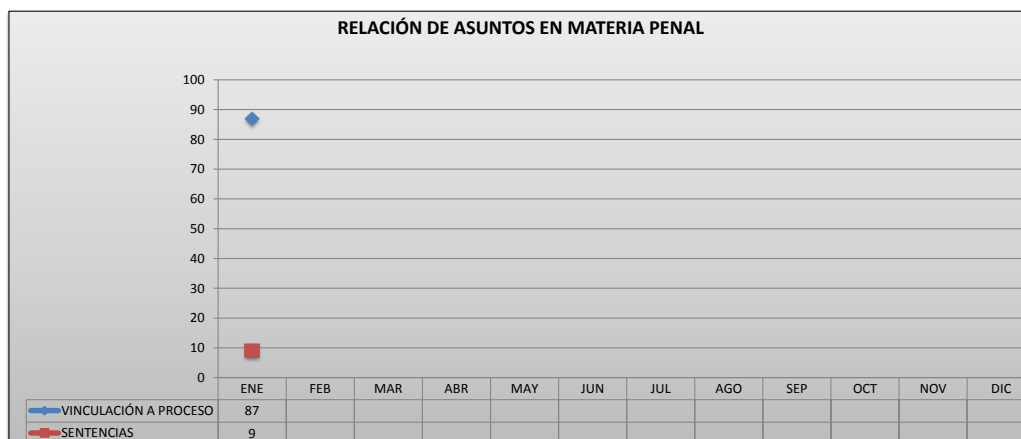 RELACIÓN DE ASUNTOS EN MATERIA PENAL
100
90
80
70
60
50
40
30
20
10
0
ENE FEB MAR ABR MAY JUN JUL AGO SEP OCT NOV DIC
VINCULACIÓN A PROCESO 87
SENTENCIAS 9